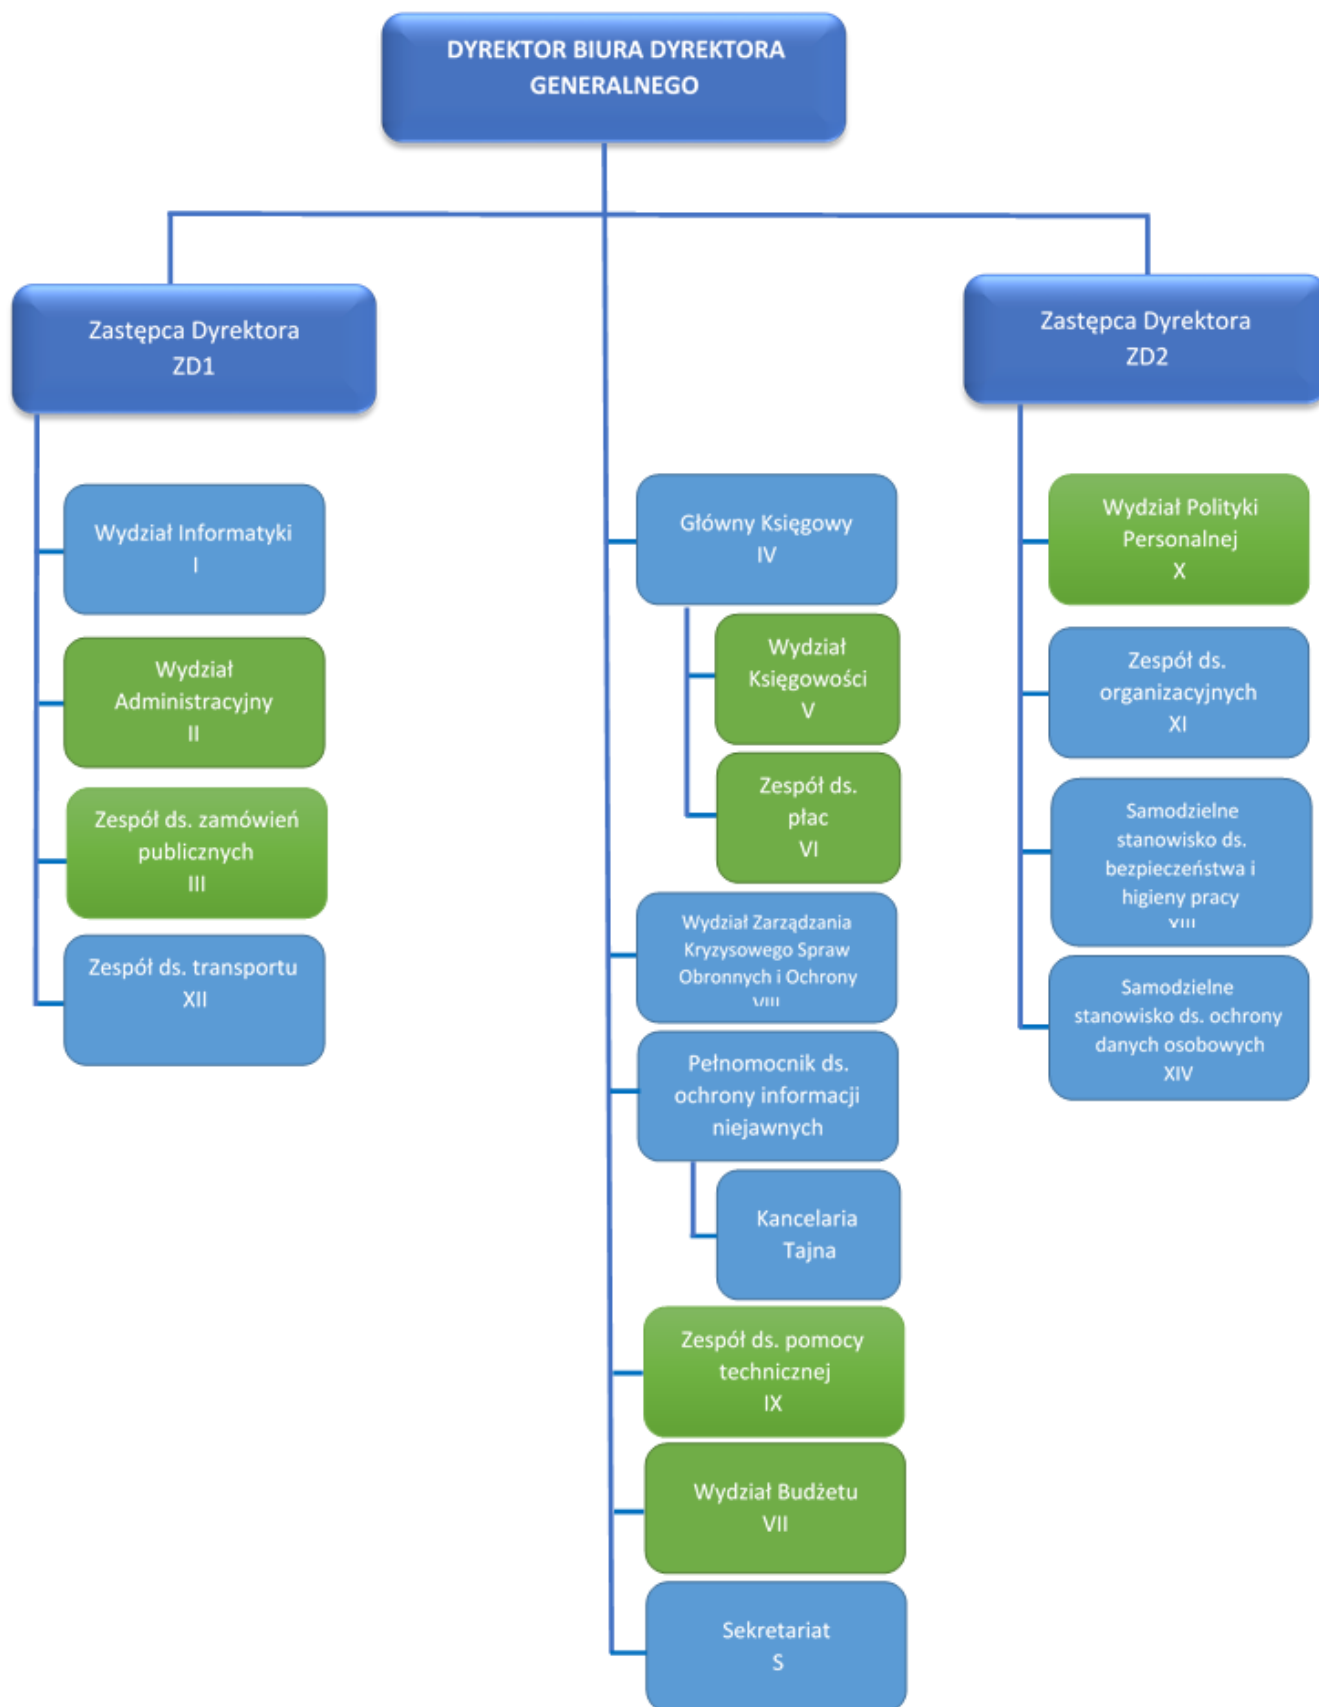 DYREKTOR BIURA DYREKTORA
GENERALNEGO
Zastępca Dyrektora
ZD1
Wydział Informatyki
I
Wydział
Administracyjny
II
Zespół ds. zamówień
publicznych
III
Zespół ds. transportu
XII
Główny Księgowy
IV
Wydział
Księgowości
V
Zespół ds.
płac
VI
Wydział Zarządzania
Kryzysowego Spraw
Obronnych i Ochrony
VIII
Pełnomocnik ds.
ochrony informacji
niejawnych
Kancelaria
Tajna
Zespół ds. pomocy
technicznej
IX
Wydział Budżetu
VII
Sekretariat
S
Zastępca Dyrektora
ZD2
Wydział Polityki
Personalnej
X
Zespół ds.
organizacyjnych
XI
Samodzielne
stanowisko ds.
bezpieczeństwa i
higieny pracy
XIII
Samodzielne
stanowisko ds. ochrony
danych osobowych
XIV